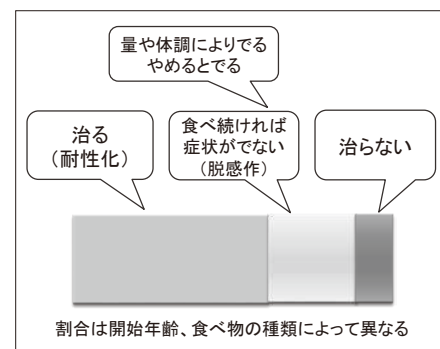 量や体調によりでる
やめるとでる
治る
（耐性化）
食べ続ければ
症状がでない
（脱感作）
治らない
割合は開始年齢、食べ物の種類によって異なる